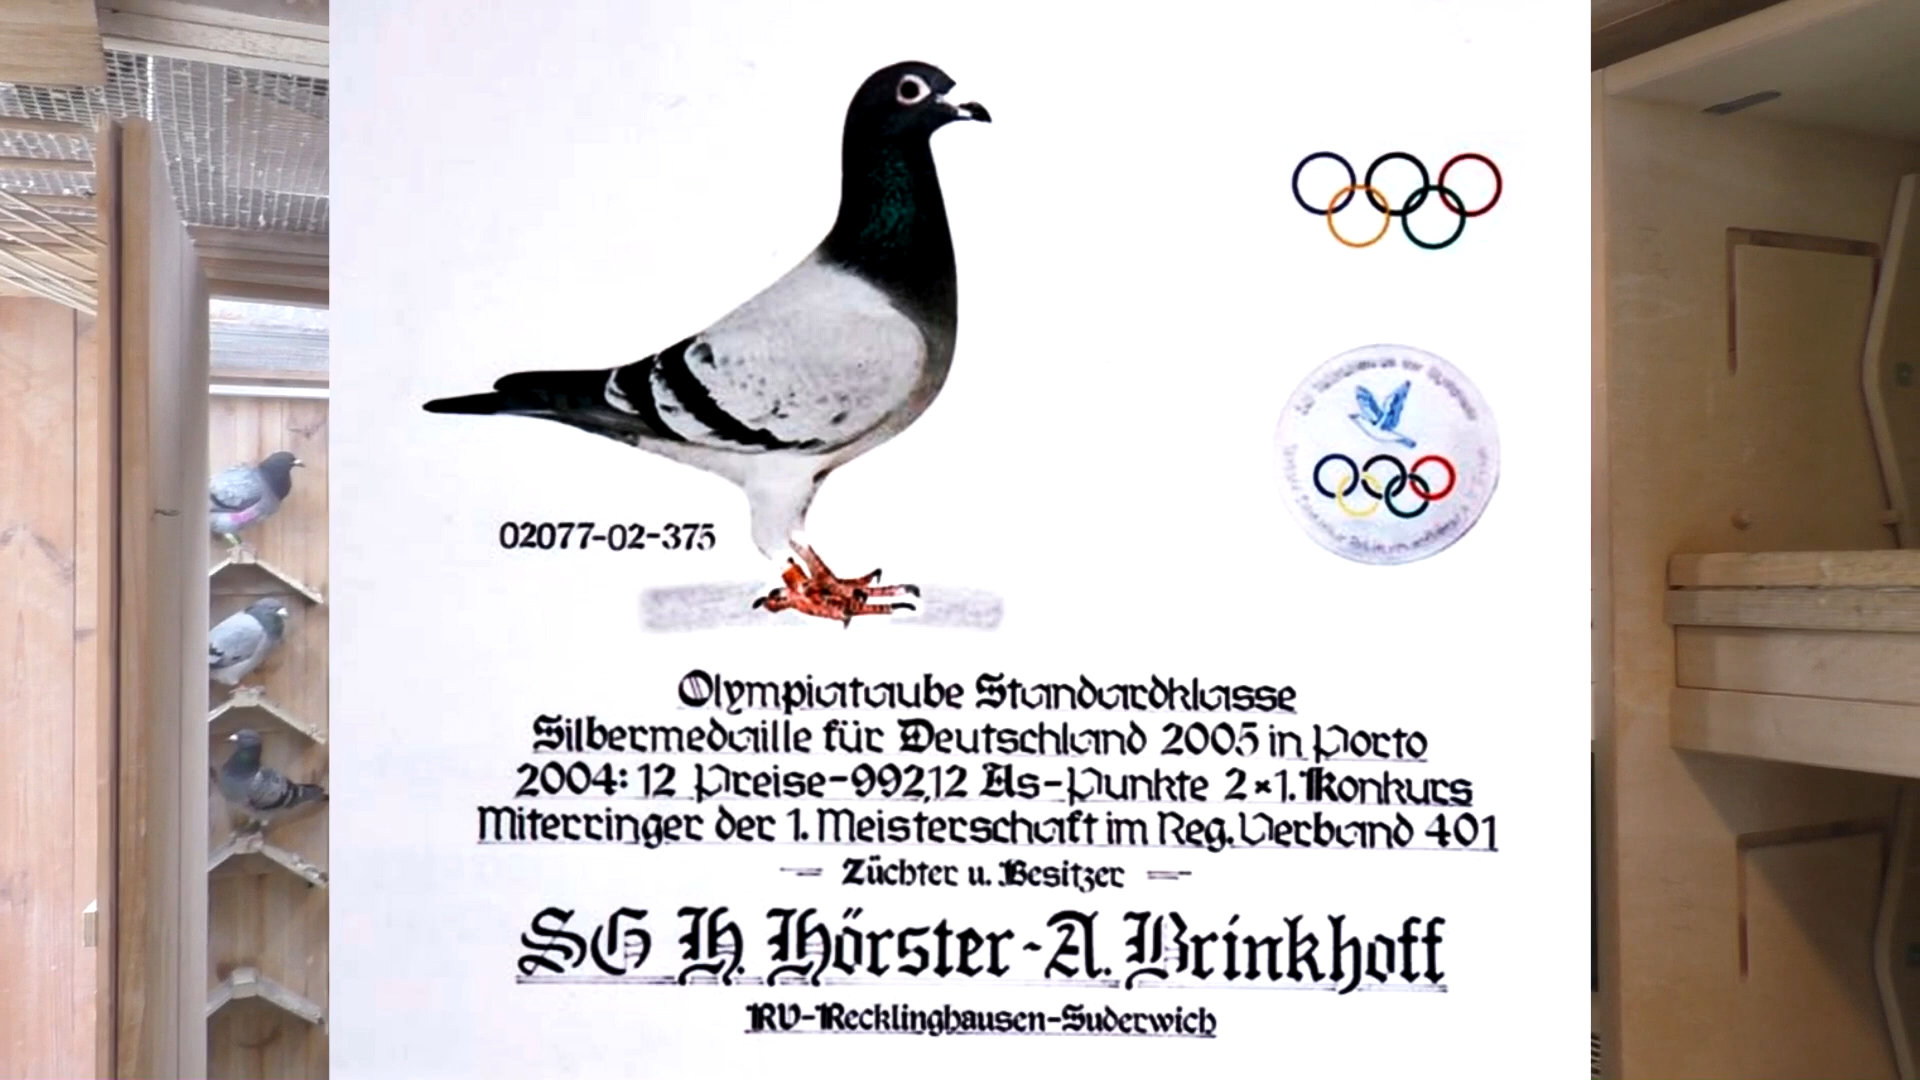 02077-02-375
Olympiataube Standardklasse
Silbermedaille für Deutschland 2005 in Porto
2004: 12 Preise-992,12 As-Punkte 2×1. Konkurs
Miterringer der 1. Meisterschaft im Reg. Verband 401
— Züchter u. Besitzer —
SG H. Hörster-A. Brinkhoff
RV-Recklinghausen-Suderwich